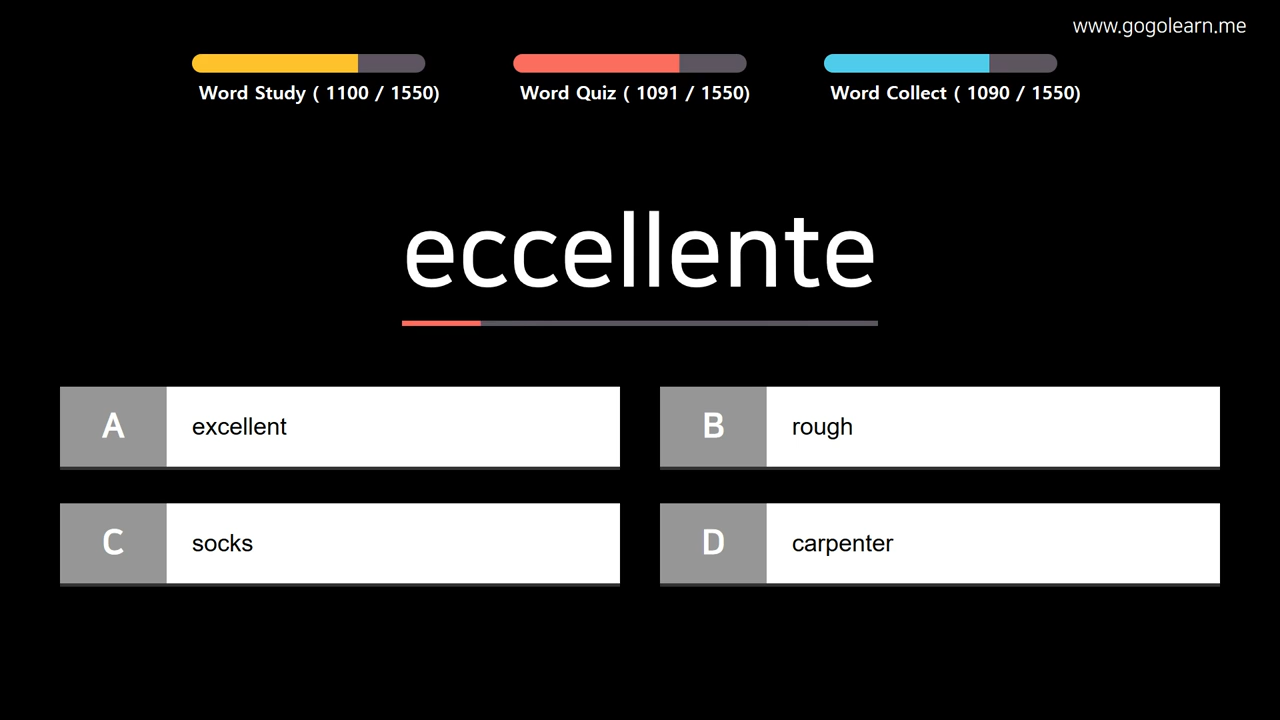 www.gogolearn.me
Word Study ( 1100 / 1550)
Word Quiz ( 1091 / 1550)
Word Collect ( 1090 / 1550)
eccellente
A excellent
B rough
C socks
D carpenter